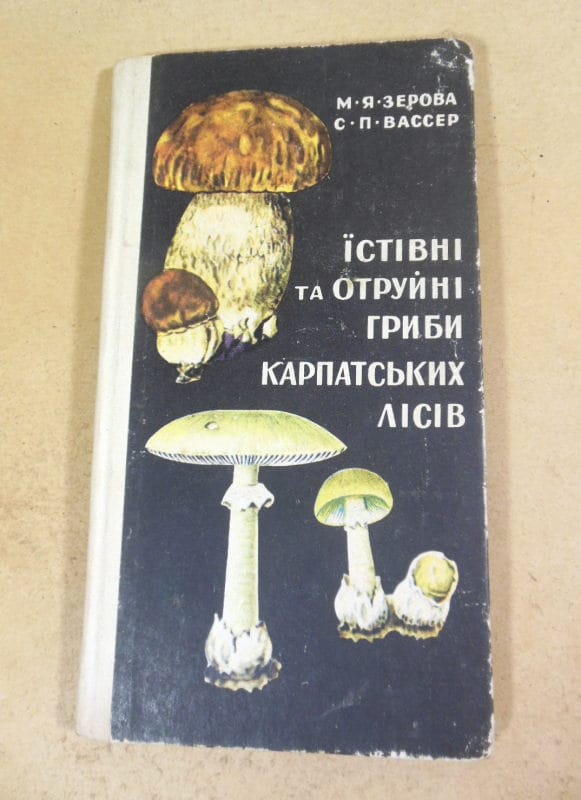 М·Я·ЗЕРОВА
С·П·ВАССЕР
ЇСТІВНІ
ТА ОТРУЙНІ
ГРИБИ
КАРПАТСЬКИХ
ЛІСІВ